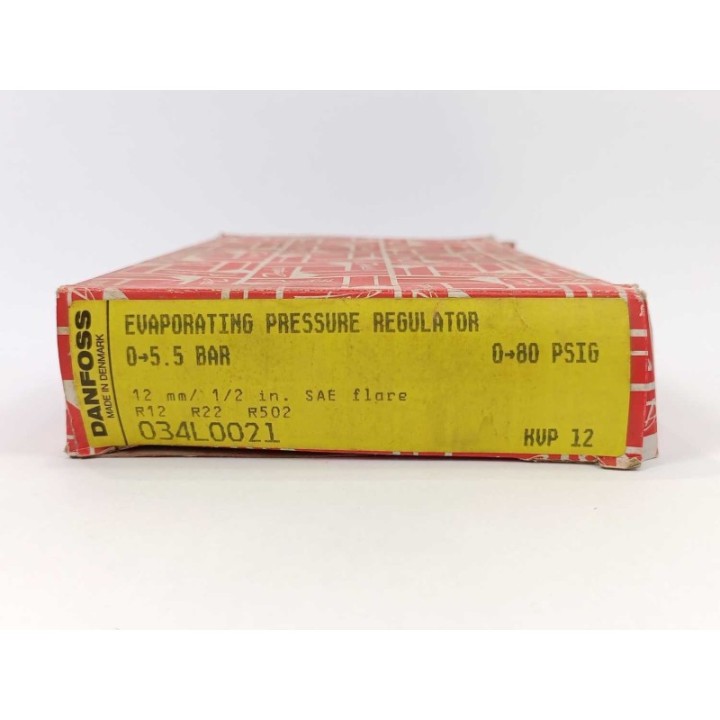 DANFOSS
MADE IN DENMARK
EVAPORATING PRESSURE REGULATOR
0→5.5 BAR 0→80 PSIG
12 mm/ 1/2 in. SAE flare
R12 R22 R502
034L0021 KVP 12